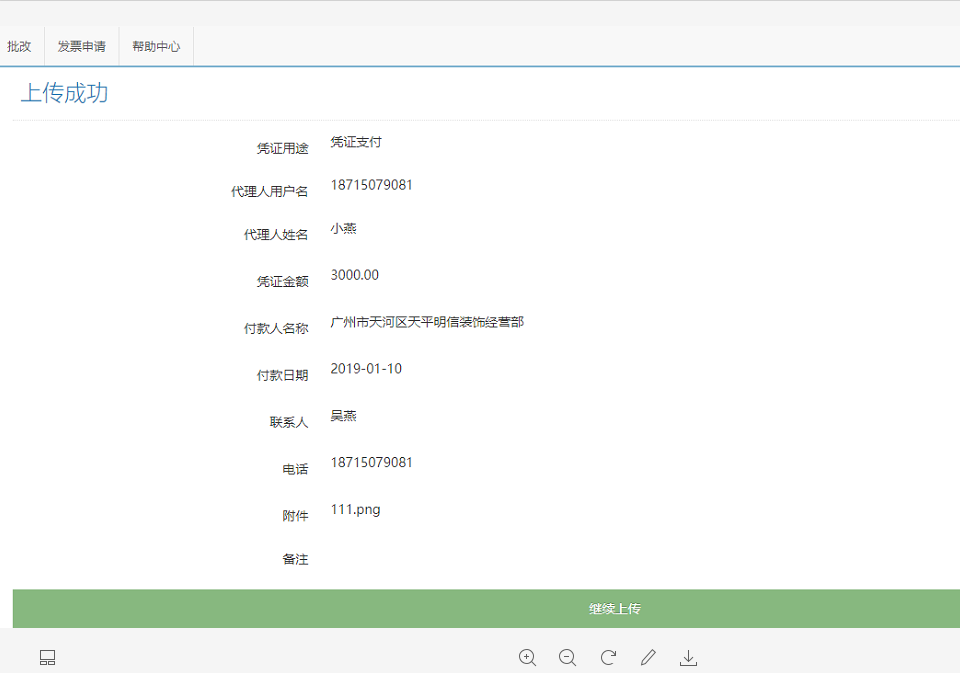 批改 发票申请 帮助中心
上传成功
凭证用途 凭证支付
代理人用户名 18715079081
代理人姓名 小燕
凭证金额 3000.00
付款人名称 广州市天河区天平明信装饰经营部
付款日期 2019-01-10
联系人 吴燕
电话 18715079081
附件 111.png
备注
继续上传